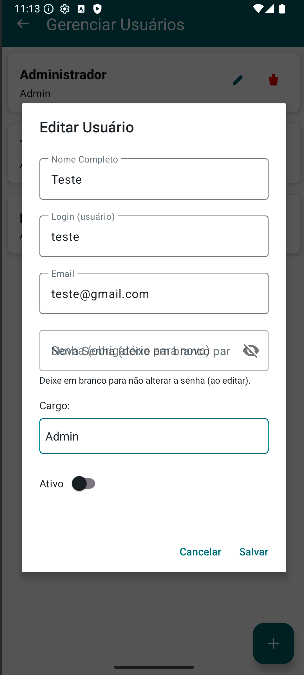 11:13
Gerenciar Usuários
Administrador
Admin
Editar Usuário
Nome Completo
Teste
Login (usuário)
teste
Email
teste@gmail.com
Deixe em branco para não alterar a senha (ao editar).
Cargo:
Admin
Ativo
Cancelar
Salvar